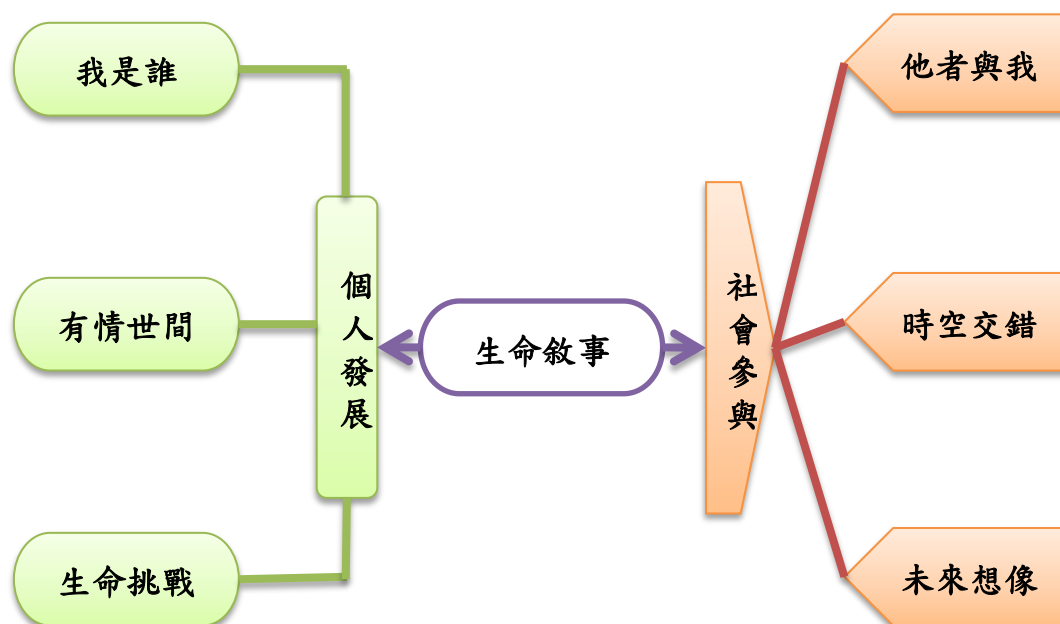 我是誰
有情世間
生命挑戰
個人發展
生命敘事
社會參與
他者與我
時空交錯
未來想像